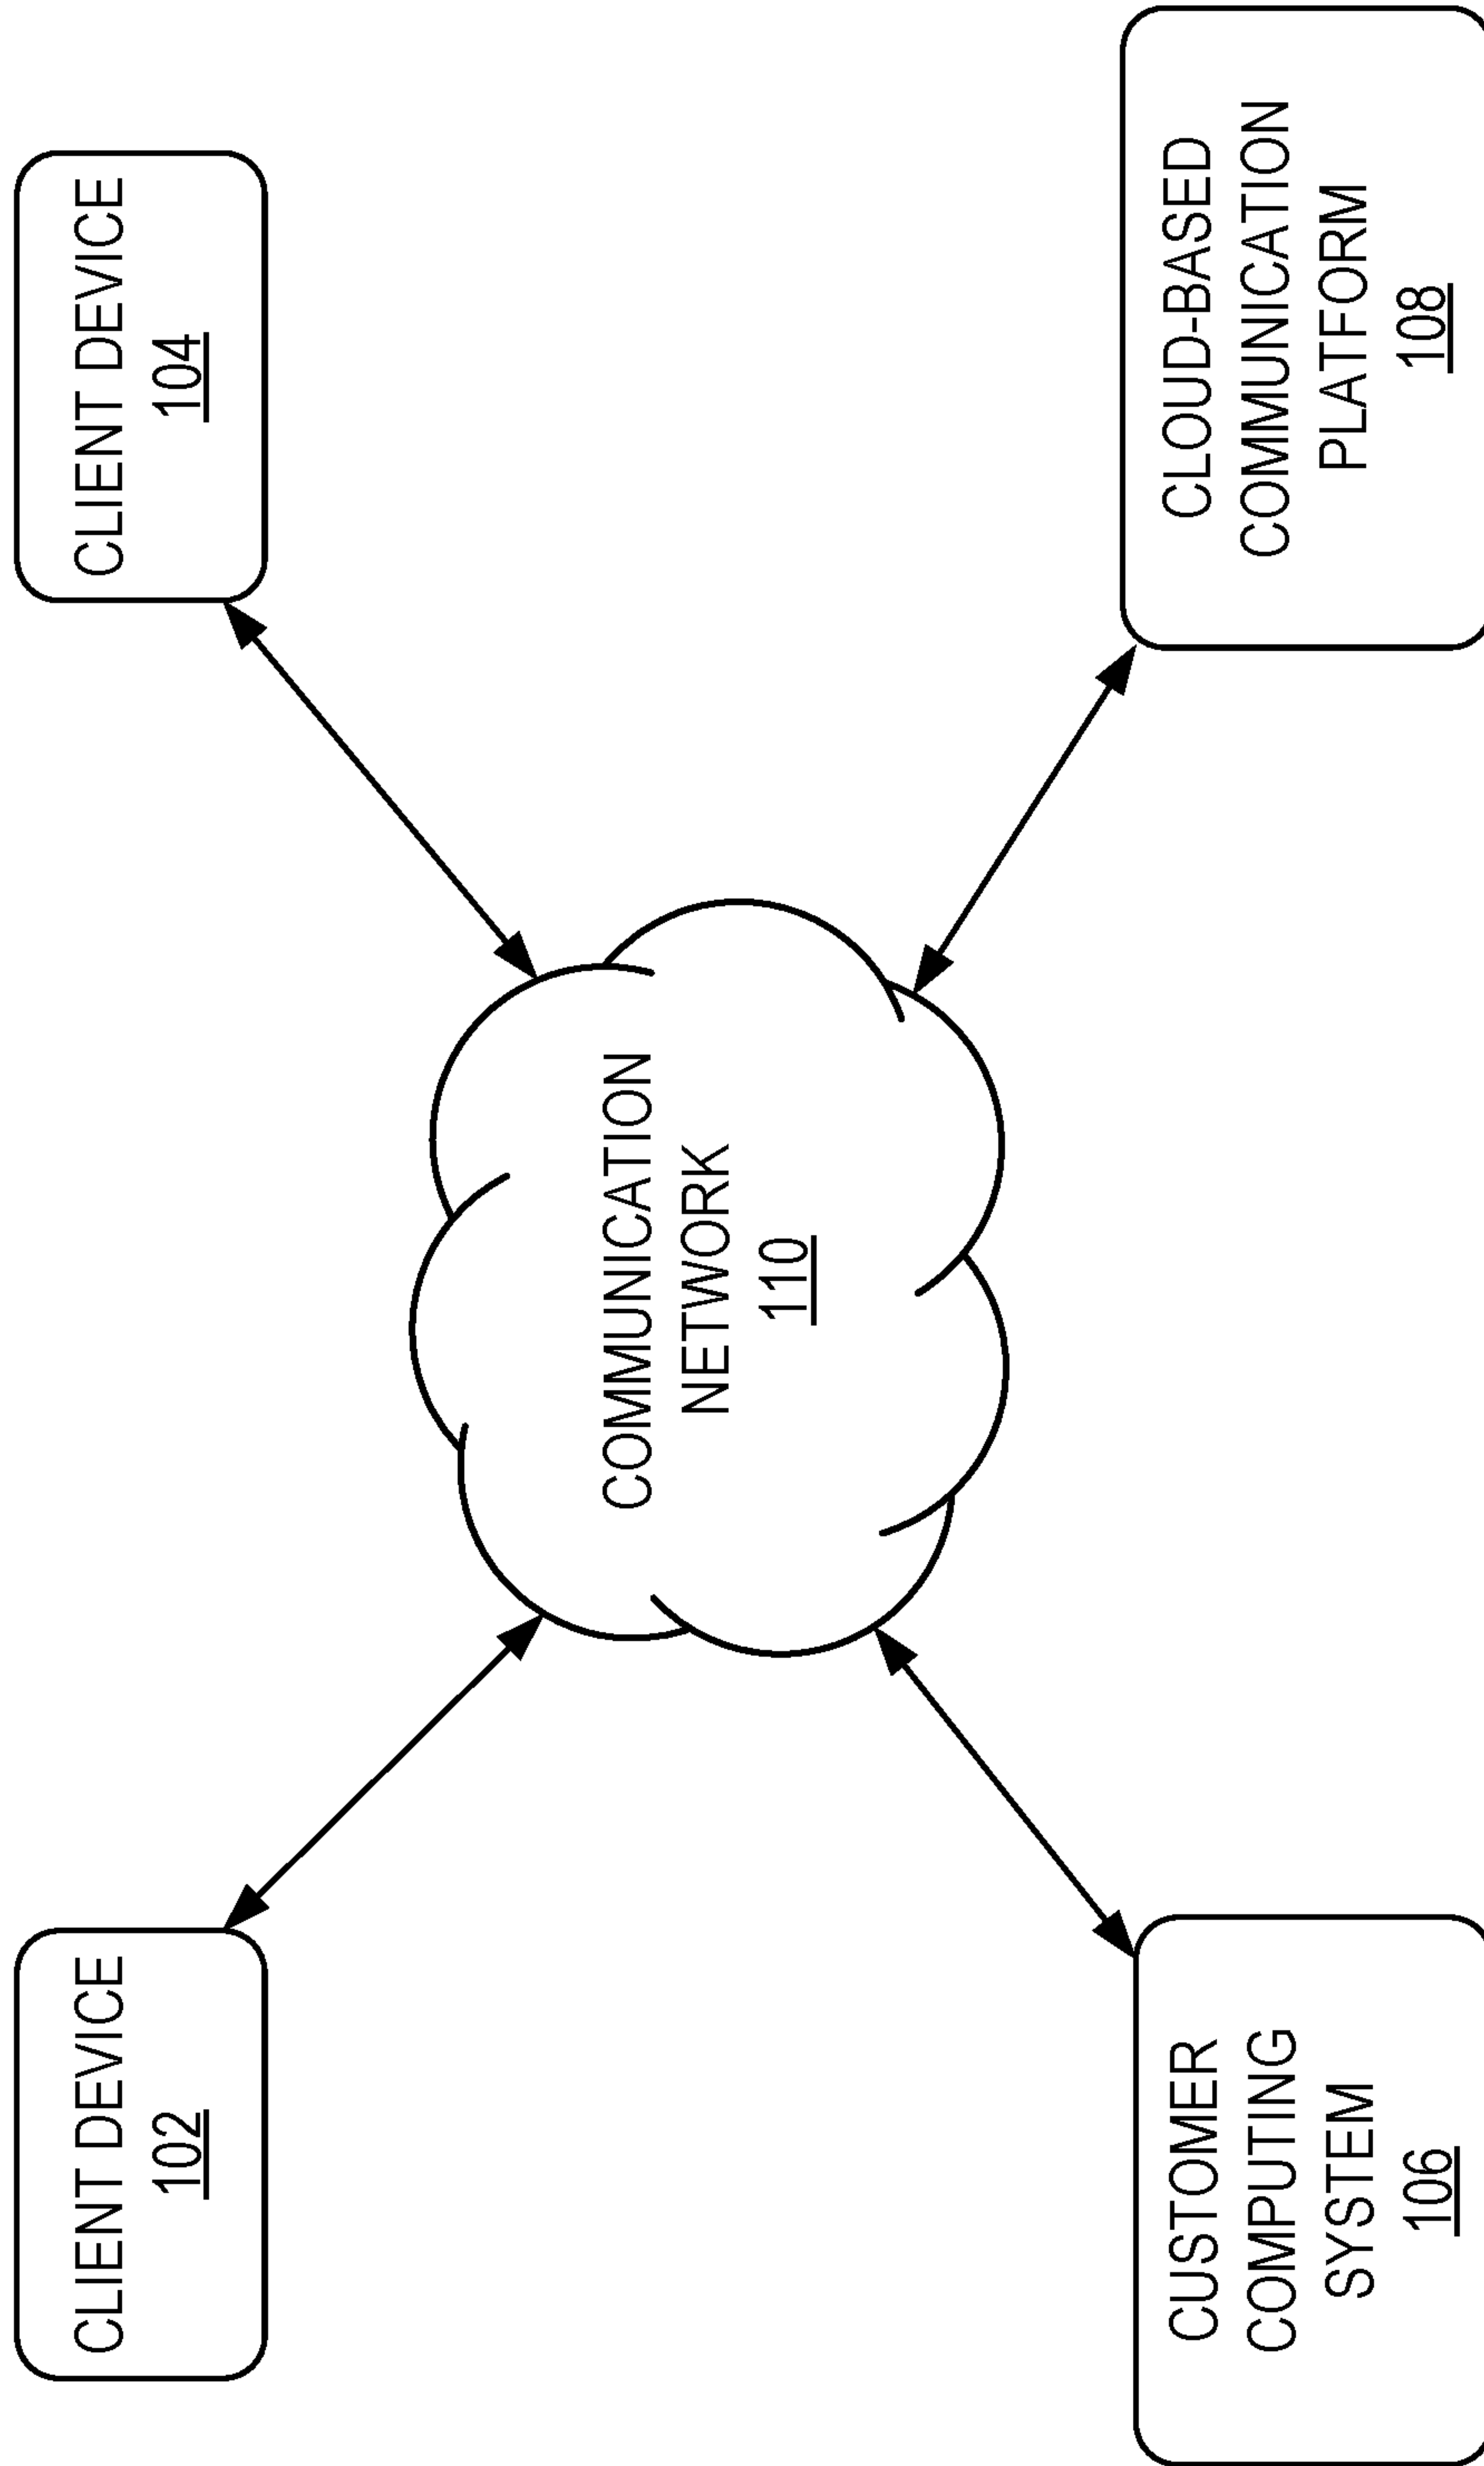 CLIENT DEVICE
102
CLIENT DEVICE
104
COMMUNICATION
NETWORK
110
CUSTOMER
COMPUTING
SYSTEM
106
CLOUD-BASED
COMMUNICATION
PLATFORM
108